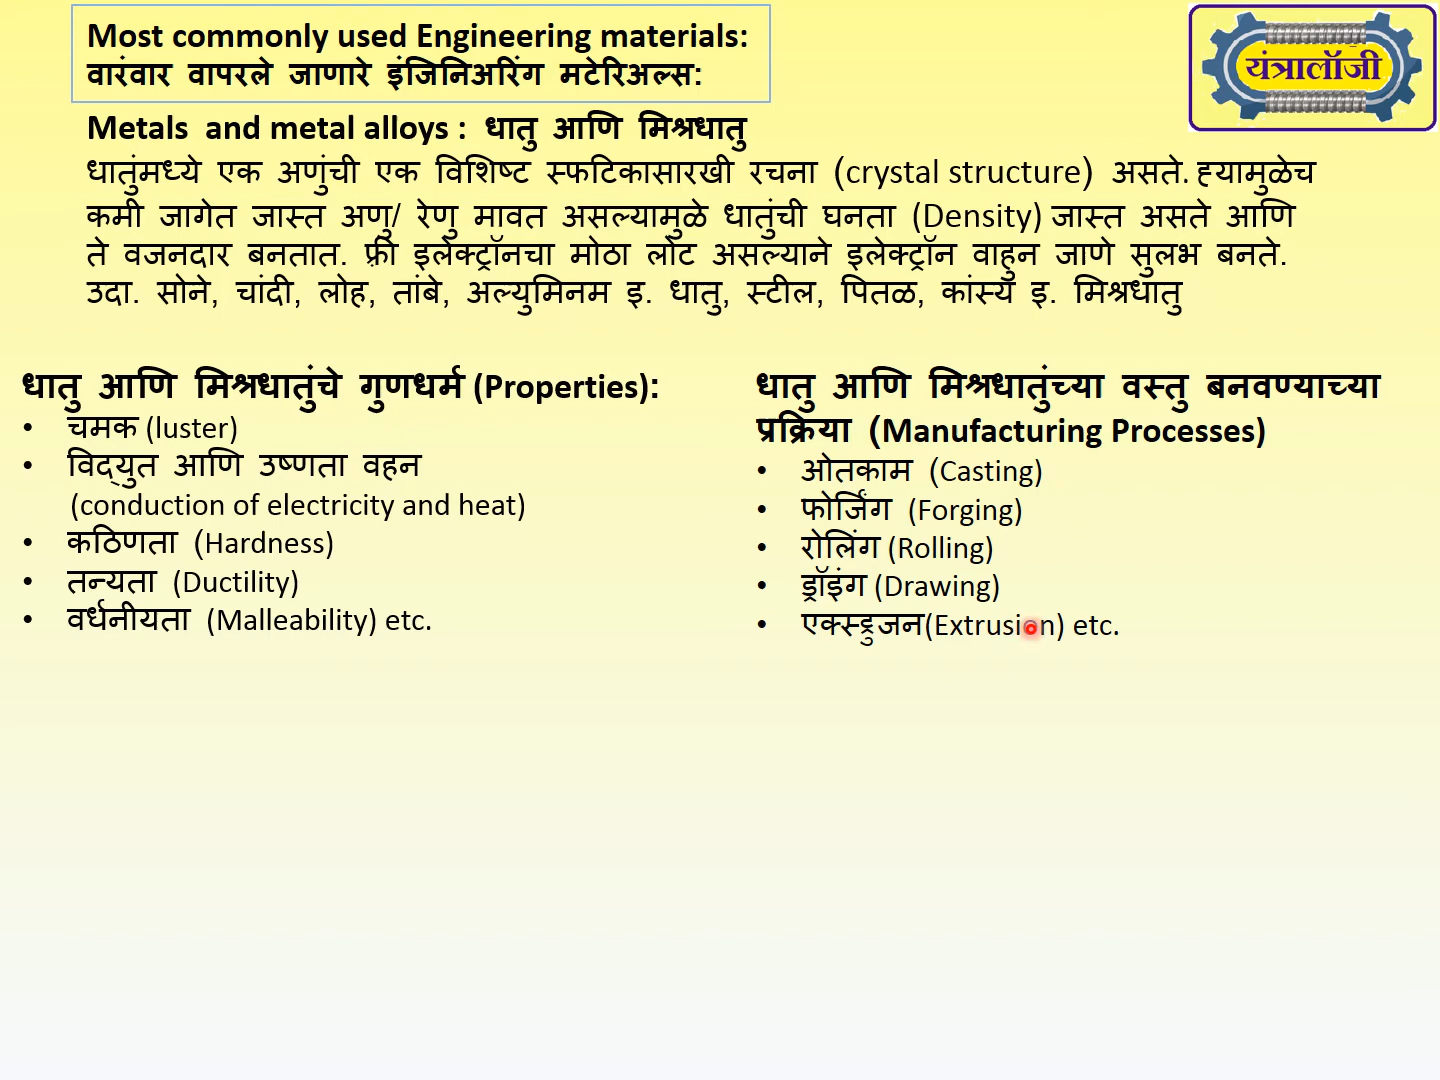 Most commonly used Engineering materials:
वारंवार वापरले जाणारे इंजिनिअरिंग मटेरिअल्स:
यंत्रालॉजी
Metals and metal alloys : धातु आणि मिश्रधातु
धातुंमध्ये एक अणुंची एक विशिष्ट स्फटिकासारखी रचना (crystal structure) असते. ह्यामुळेच
कमी जागेत जास्त अणु/ रेणु मावत असल्यामुळे धातुंची घनता (Density) जास्त असते आणि
ते वजनदार बनतात. फ़्री इलेक्ट्रॉनचा मोठा लोट असल्याने इलेक्ट्रॉन वाहुन जाणे सुलभ बनते.
उदा. सोने, चांदी, लोह, तांबे, अल्युमिनम इ. धातु, स्टील, पितळ, कांस्य इ. मिश्रधातु
धातु आणि मिश्रधातुंचे गुणधर्म (Properties):
• चमक (luster)
• विद्युत आणि उष्णता वहन
(conduction of electricity and heat)
• कठिणता (Hardness)
• तन्यता (Ductility)
• वर्धनीयता (Malleability) etc.
धातु आणि मिश्रधातुंच्या वस्तु बनवण्याच्या
प्रक्रिया (Manufacturing Processes)
• ओतकाम (Casting)
• फोर्जिंग (Forging)
• रोलिंग (Rolling)
• ड्रॉइंग (Drawing)
• एक्स्ट्रुजन(Extrusion) etc.